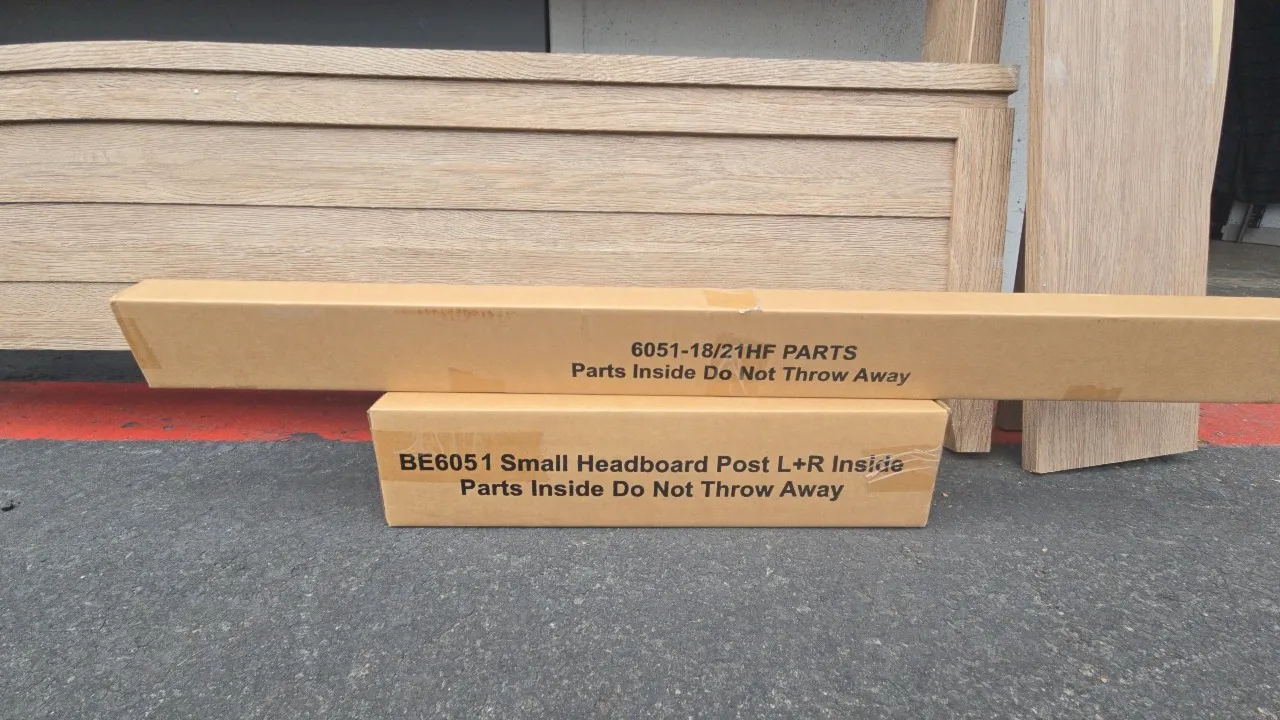 6051-18/21HF PARTS
Parts Inside Do Not Throw Away
BE6051 Small Headboard Post L+R Inside
Parts Inside Do Not Throw Away